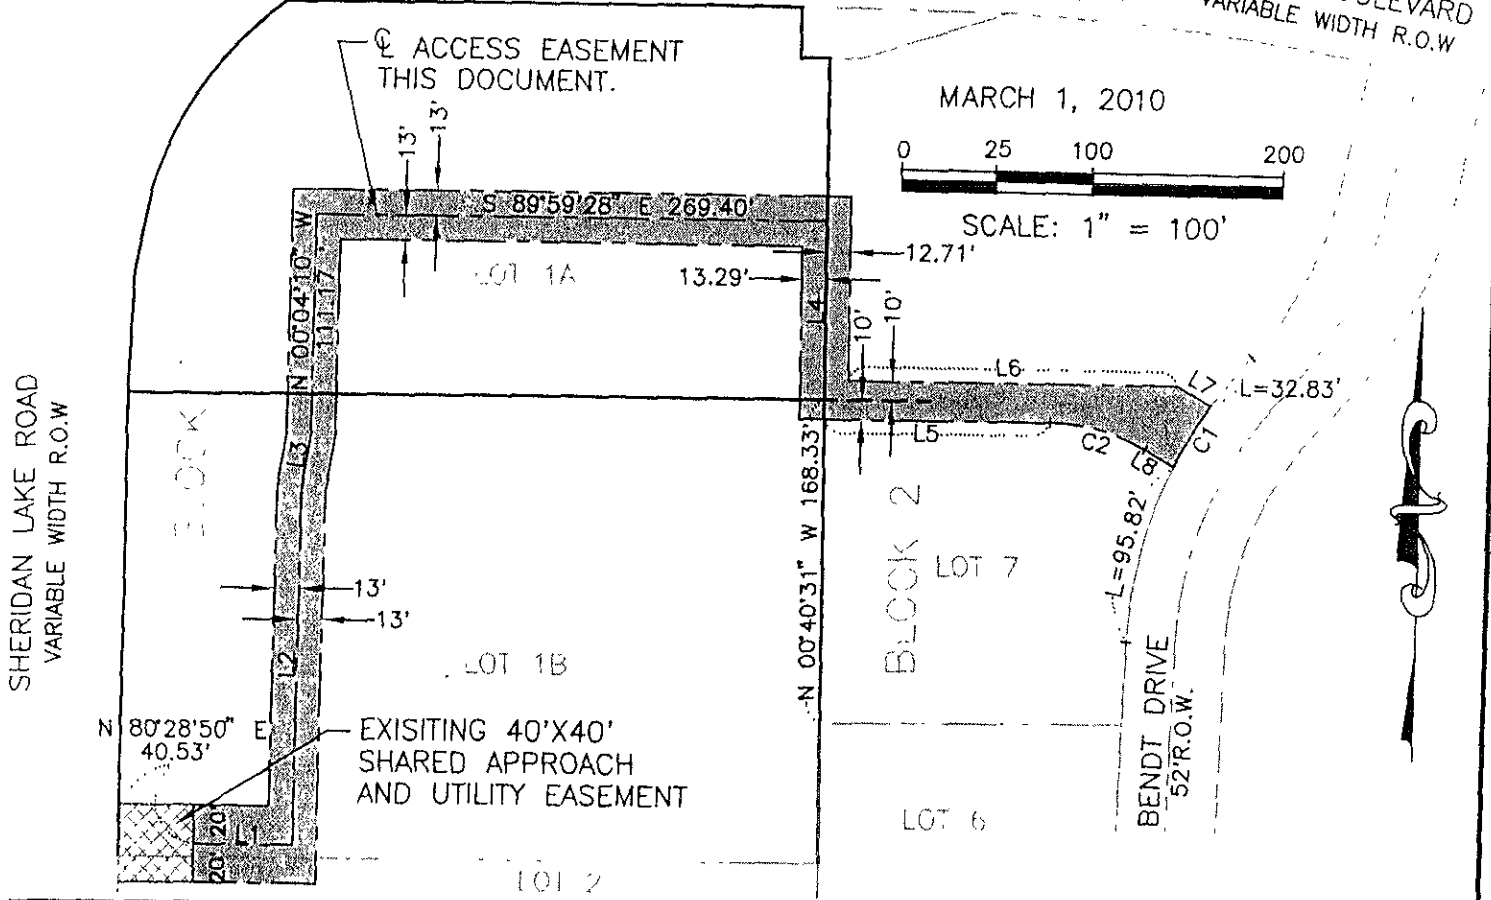 VARIABLE WIDTH R.O.W
℄ ACCESS EASEMENT
THIS DOCUMENT.
MARCH 1, 2010
0 25 100 200
SCALE: 1" = 100'
13'
13'
S 89°59'28" E 269.40'
N 00°04'10" W
111.17'
LOT 1A
12.71'
13.29'
L4
10'
10'
L6
L7
L=32.83'
C1
L5
C2
L8
L3
SHERIDAN LAKE ROAD
VARIABLE WIDTH R.O.W
BLOCK
N 00°40'31" W 168.33'
BLOCK 2
LOT 7
L=95.82'
13'
13'
L2
LOT 1B
N 80°28'50" E
40.53'
EXISITING 40'X40'
SHARED APPROACH
AND UTILITY EASEMENT
BENDT DRIVE
52'R.O.W.
LOT 6
20'
20'
L1
LOT 2